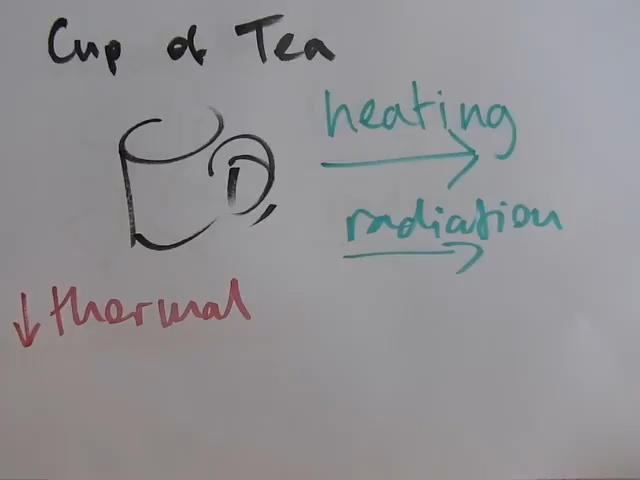 Cup of Tea
heating
radiation
↓ thermal